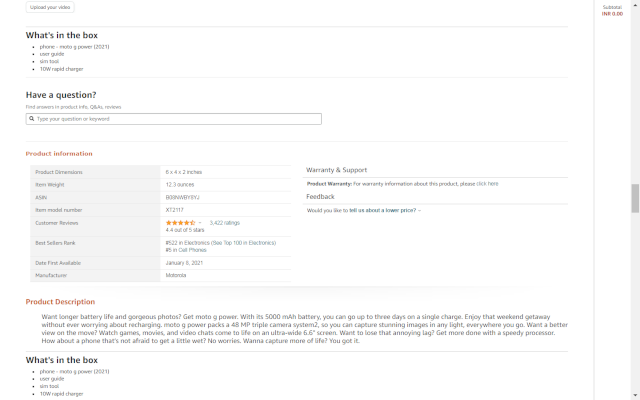 Upload your video
Subtotal
INR 0.00
What's in the box
phone - moto g power (2021)
user guide
sim tool
10W rapid charger
Have a question?
Find answers in product info, Q&As, reviews
Type your question or keyword
Product information
Product Dimensions 6 x 4 x 2 inches
Item Weight 12.3 ounces
ASIN
Item model number XT2117
Customer Reviews 3,422 ratings
4.4 out of 5 stars
Best Sellers Rank #522 in Electronics (See Top 100 in Electronics)
#5 in Cell Phones
Date First Available January 8, 2021
Manufacturer Motorola
Warranty & Support
Product Warranty: For warranty information about this product, please click here
Feedback
Would you like to tell us about a lower price?
Product Description
Want longer battery life and gorgeous photos? Get moto g power. With its 5000 mAh battery, you can go up to three days on a single charge. Enjoy that weekend getaway
without ever worrying about recharging. moto g power packs a 48 MP triple camera system2, so you can capture stunning images in any light, everywhere you go. Want a better
view on the move? Watch games, movies, and video chats come to life on an ultra-wide 6.6" screen. Want to lose that annoying lag? Get more done with a speedy processor.
How about a phone that's not afraid to get a little wet? No worries. Wanna capture more of life? You got it.
What's in the box
phone - moto g power (2021)
user guide
sim tool
10W rapid charger